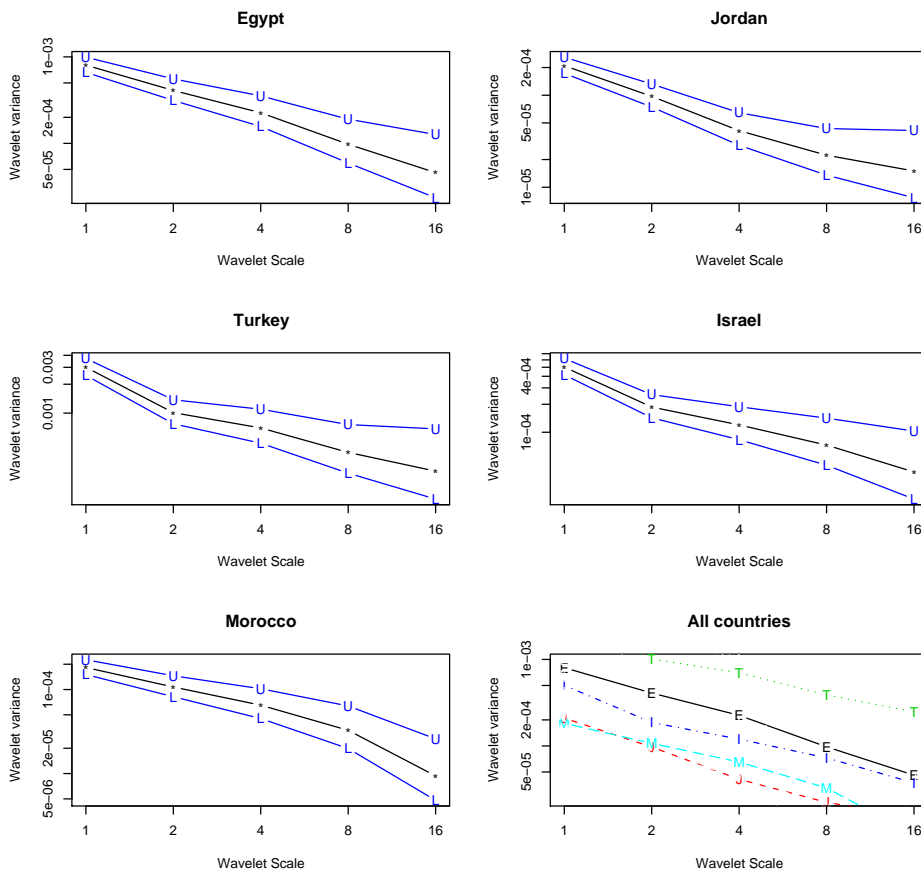 Egypt
Wavelet variance
1e-03
2e-04
5e-05
U U U U U
* * * * *
L L L L L
1 2 4 8 16
Wavelet Scale
Jordan
Wavelet variance
2e-04
5e-05
1e-05
U U U U U
* * * * *
L L L L L
1 2 4 8 16
Wavelet Scale
Turkey
Wavelet variance
0.003
0.001
U U U U U
* * * * *
L L L L L
1 2 4 8 16
Wavelet Scale
Israel
Wavelet variance
4e-04
1e-04
U U U U U
* * * * *
L L L L L
1 2 4 8 16
Wavelet Scale
Morocco
Wavelet variance
1e-04
2e-05
5e-06
U U U U U
* * * * *
L L L L L
1 2 4 8 16
Wavelet Scale
All countries
Wavelet variance
1e-03
2e-04
5e-05
T T T T
E E E E E
I I I I I
M M M M
J J J J
1 2 4 8 16
Wavelet Scale